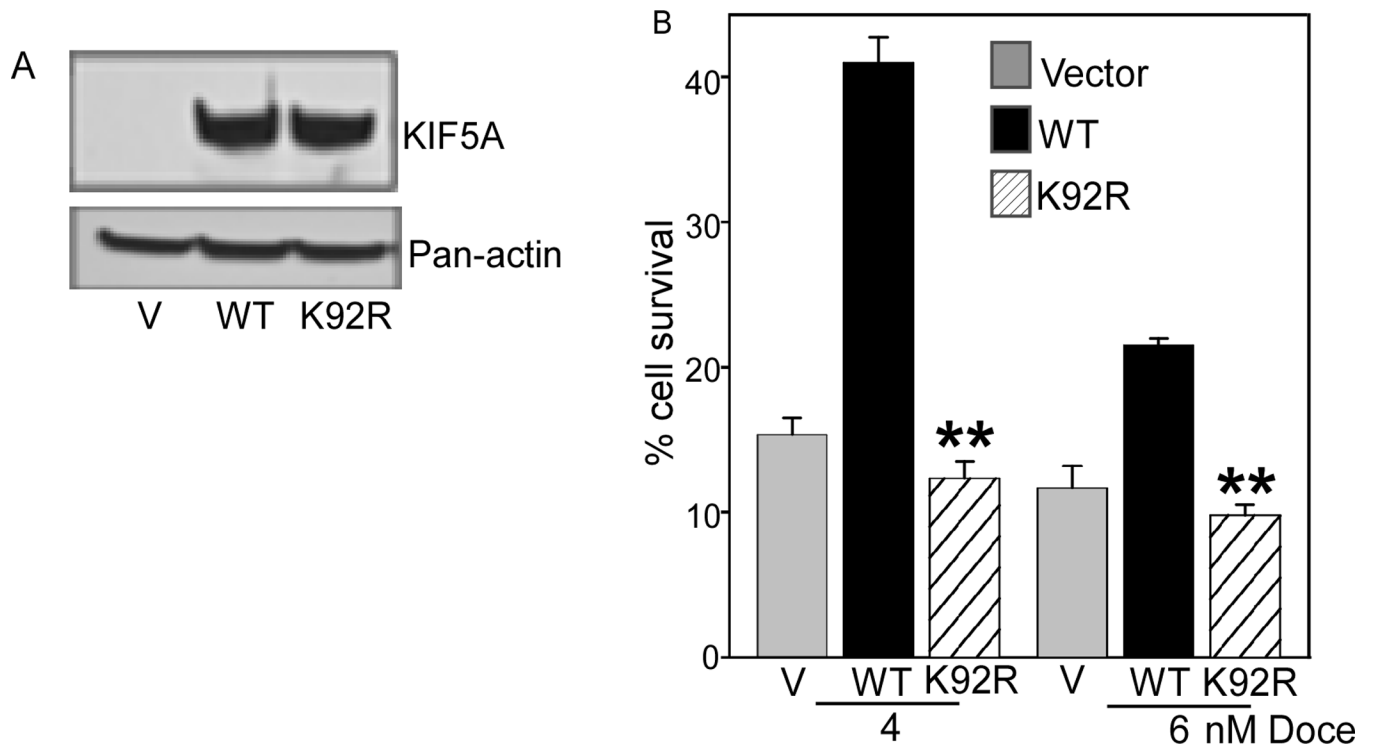 A
KIF5A
Pan-actin
V WT K92R
B
Vector
WT
K92R
% cell survival
40
30
20
10
0
** **
V WT K92R V WT K92R
4 6 nM Doce